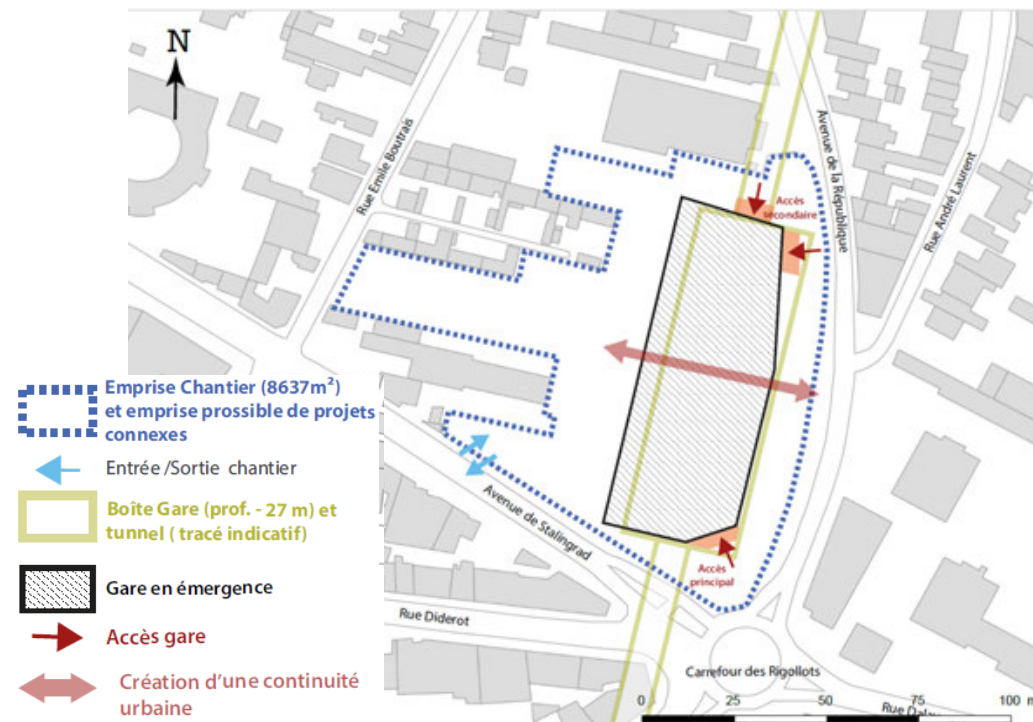 N
Rue Emile Boutrais
Avenue de la République
Rue André Laurent
Accès
secondaire
Emprise Chantier (8637m²)
et emprise prossible de projets
connexes
Entrée /Sortie chantier
Boîte Gare (prof. - 27 m) et
tunnel ( tracé indicatif)
Gare en émergence
Accès gare
Création d'une continuité
urbaine
Avenue de Stalingrad
Accès
principal
Rue Diderot
Carrefour des Rigollots
0 25 50 75 100 m
Rue